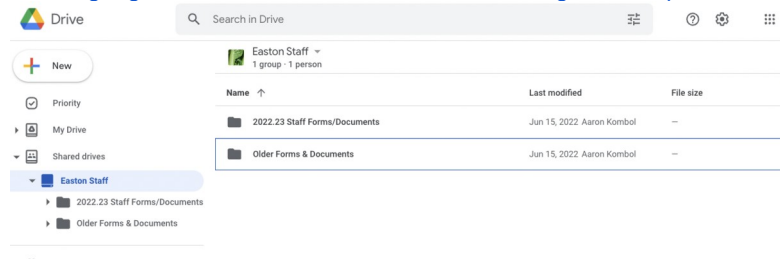 Drive
Search in Drive
New
Priority
My Drive
Shared drives
Easton Staff
2022.23 Staff Forms/Documents
Older Forms & Documents
Easton Staff
1 group · 1 person
Name ↑ Last modified File size
2022.23 Staff Forms/Documents Jun 15, 2022 Aaron Kombol –
Older Forms & Documents Jun 15, 2022 Aaron Kombol –